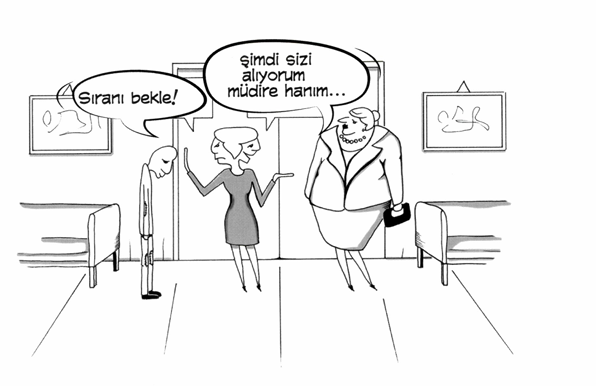 Sıranı bekle!
şimdi sizi
alıyorum
müdire hanım...